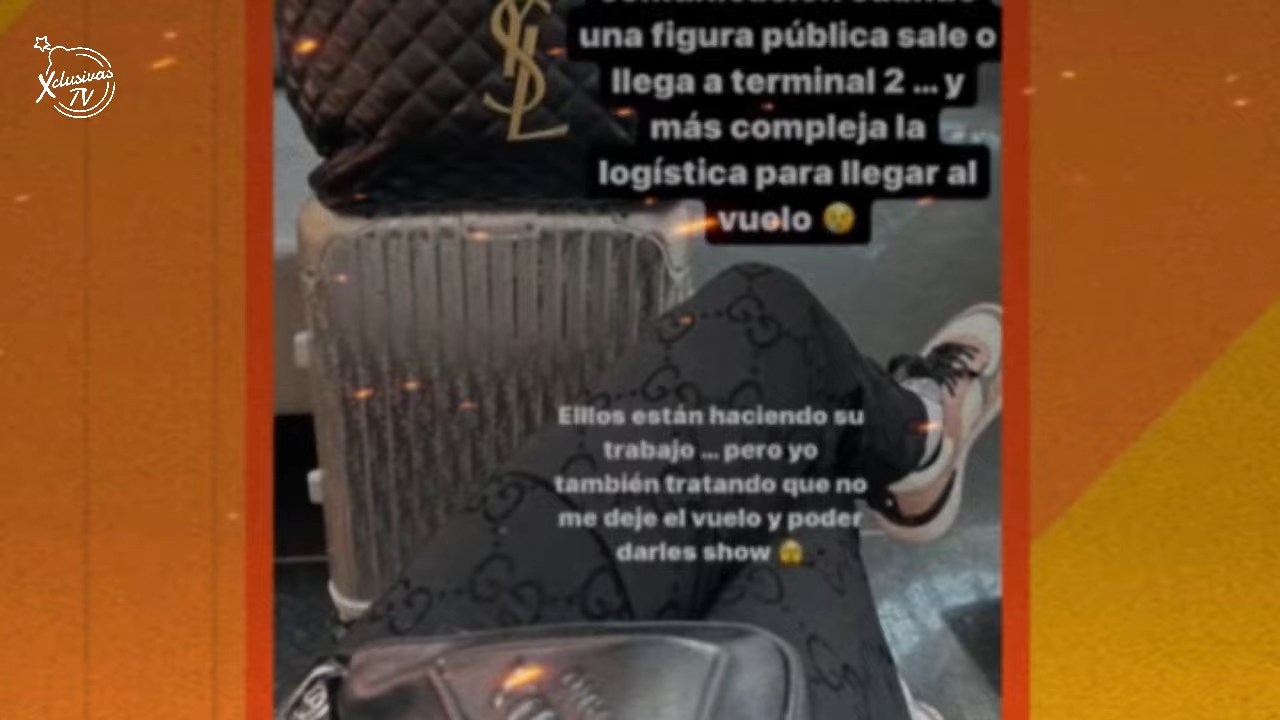 Xclusivas
TV
YSL
una figura pública sale o
llega a terminal 2 ... y
más compleja la
logística para llegar al
vuelo 😢
Elllos están haciendo su
trabajo ... pero yo
también tratando que no
me deje el vuelo y poder
darles show 🫣